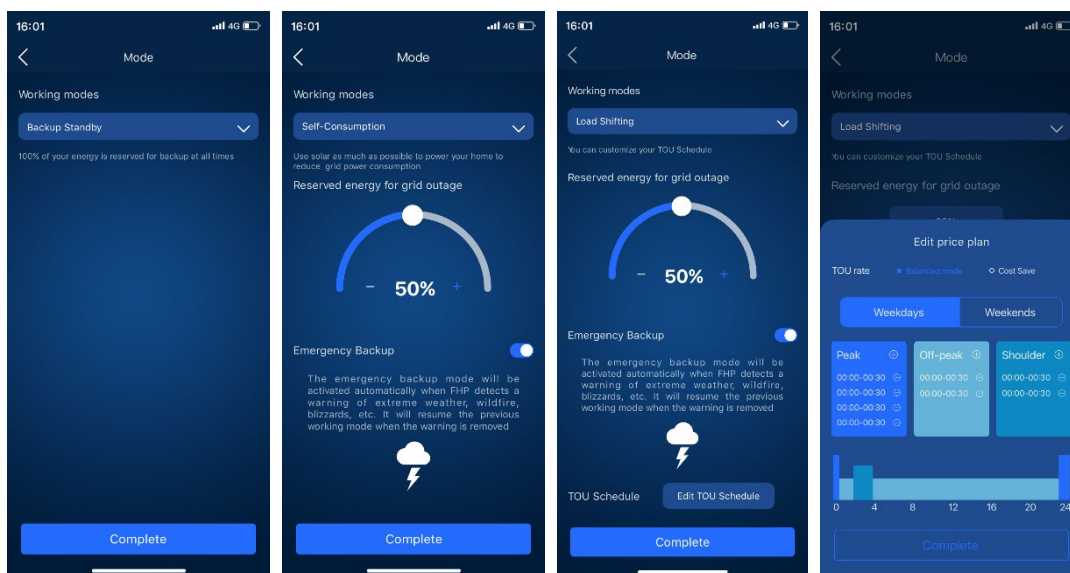 16:01
4G
Mode
Working modes
Backup Standby
100% of your energy is reserved for backup at all times
Complete
16:01
4G
Mode
Working modes
Self-Consumption
Use solar as much as possible to power your home to
reduce grid power consumption
Reserved energy for grid outage
- 50% +
Emergency Backup
The emergency backup mode will be
activated automatically when FHP detects a
warning of extreme weather, wildfire,
blizzards, etc. It will resume the previous
working mode when the warning is removed
Complete
16:01
4G
Mode
Working modes
Load Shifting
You can customize your TOU Schedule
Reserved energy for grid outage
- 50% +
Emergency Backup
The emergency backup mode will be
activated automatically when FHP detects a
warning of extreme weather, wildfire,
blizzards, etc. It will resume the previous
working mode when the warning is removed
TOU Schedule Edit TOU Schedule
Complete
16:01
4G
Mode
Working modes
Load Shifting
You can customize your TOU Schedule
Reserved energy for grid outage
Edit price plan
TOU rate Balanced mode Cost Save
Weekdays Weekends
Peak Off-peak Shoulder
00:00-00:30 00:00-00:30 00:00-00:30
00:00-00:30 00:00-00:30 00:00-00:30
00:00-00:30
00:00-00:30
0 4 8 12 16 20 24
Complete